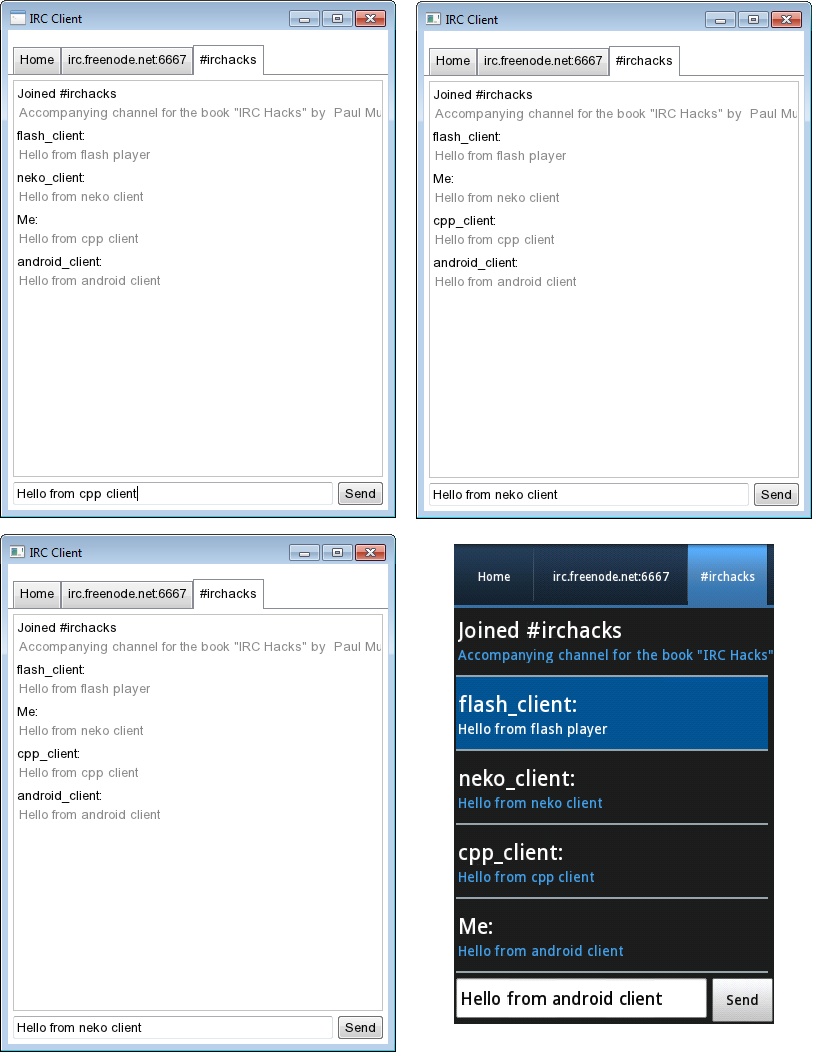 IRC Client
Home irc.freenode.net:6667 #irchacks
Joined #irchacks
Accompanying channel for the book "IRC Hacks" by Paul Mu
flash_client:
Hello from flash player
neko_client:
Hello from neko client
Me:
Hello from cpp client
android_client:
Hello from android client
Hello from cpp client Send
IRC Client
Home irc.freenode.net:6667 #irchacks
Joined #irchacks
Accompanying channel for the book "IRC Hacks" by Paul Mu
flash_client:
Hello from flash player
Me:
Hello from neko client
cpp_client:
Hello from cpp client
android_client:
Hello from android client
Hello from neko client Send
IRC Client
Home irc.freenode.net:6667 #irchacks
Joined #irchacks
Accompanying channel for the book "IRC Hacks" by Paul Mu
flash_client:
Hello from flash player
Me:
Hello from neko client
cpp_client:
Hello from cpp client
android_client:
Hello from android client
Hello from neko client Send
Home irc.freenode.net:6667 #irchacks
Joined #irchacks
Accompanying channel for the book "IRC Hacks"
flash_client:
Hello from flash player
neko_client:
Hello from neko client
cpp_client:
Hello from cpp client
Me:
Hello from android client
Hello from android client Send